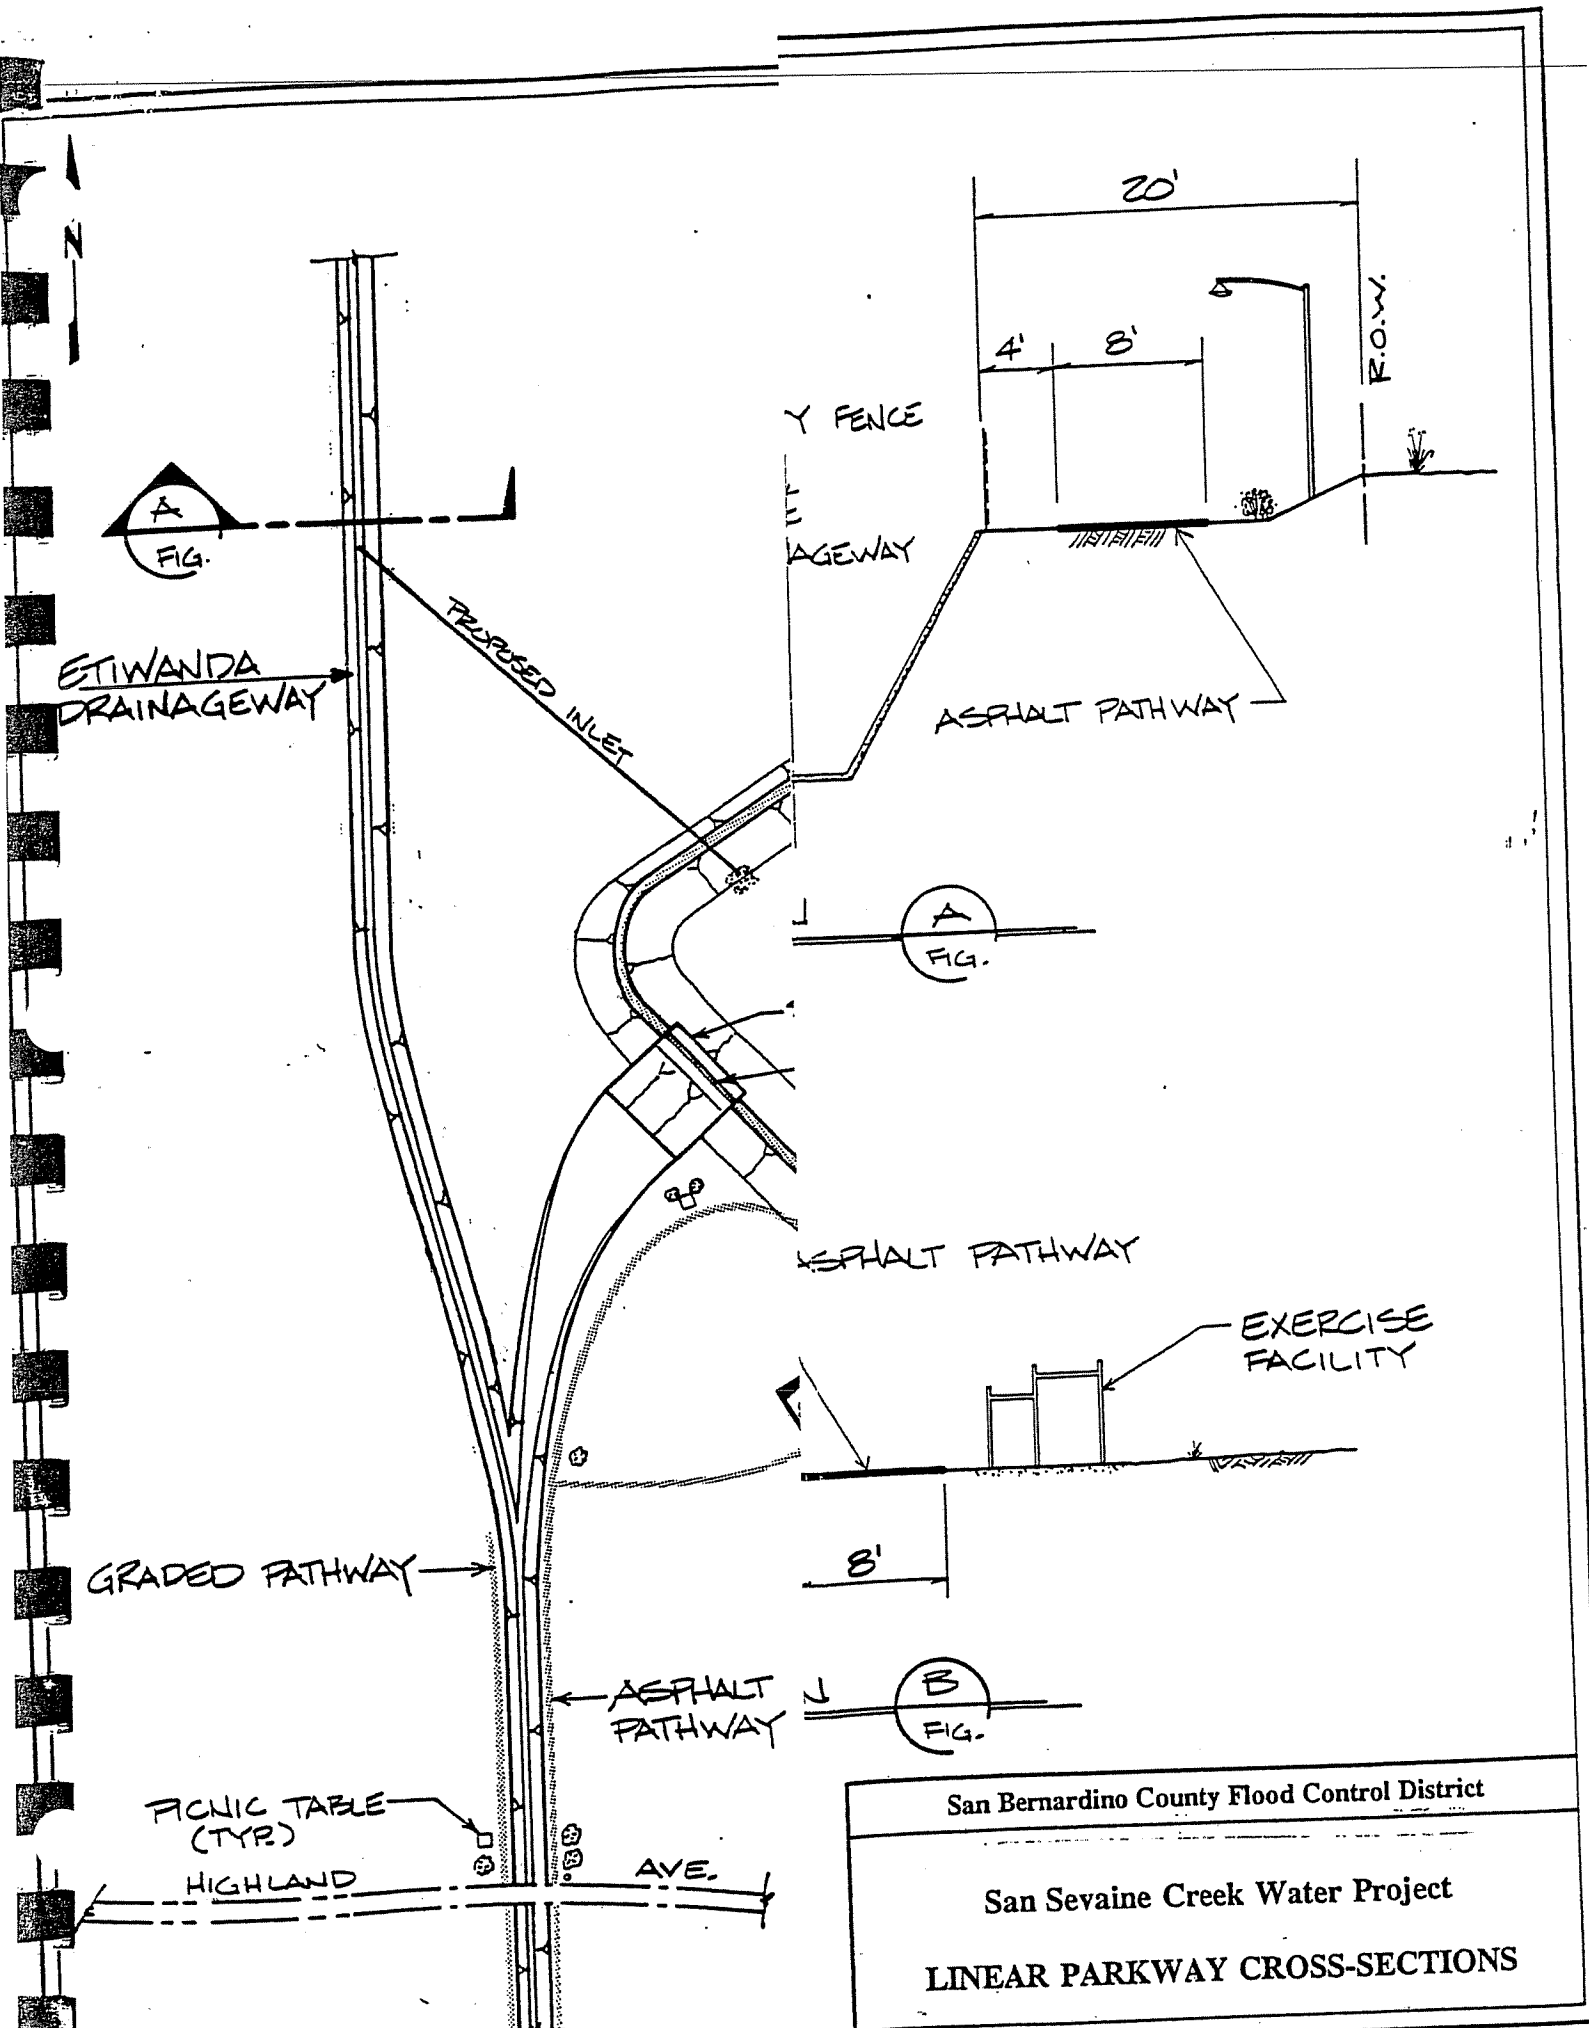 N
A
FIG.
ETIWANDA
DRAINAGEWAY
PROPOSED INLET
GRADED PATHWAY
ASPHALT
PATHWAY
PICNIC TABLE
(TYP.)
HIGHLAND AVE.
20'
4' 8'
R.O.W.
Y FENCE
AGEWAY
ASPHALT PATHWAY
A
FIG.
ASPHALT PATHWAY
EXERCISE
FACILITY
8'
B
FIG.
San Bernardino County Flood Control District
San Sevaine Creek Water Project
LINEAR PARKWAY CROSS-SECTIONS